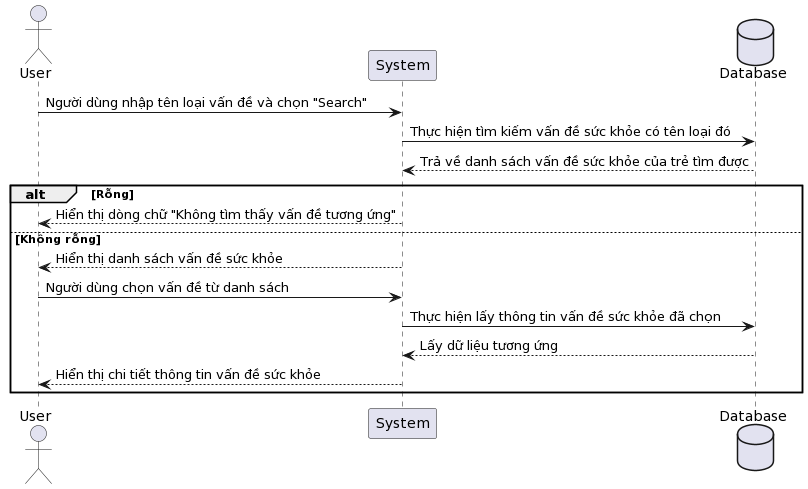 User
System
Database
Người dùng nhập tên loại vấn đề và chọn "Search"
Thực hiện tìm kiếm vấn đề sức khỏe có tên loại đó
Trả về danh sách vấn đề sức khỏe của trẻ tìm được
alt [Rỗng]
Hiển thị dòng chữ "Không tìm thấy vấn đề tương ứng"
[Không rỗng]
Hiển thị danh sách vấn đề sức khỏe
Người dùng chọn vấn đề từ danh sách
Thực hiện lấy thông tin vấn đề sức khỏe đã chọn
Lấy dữ liệu tương ứng
Hiển thị chi tiết thông tin vấn đề sức khỏe
User
System
Database